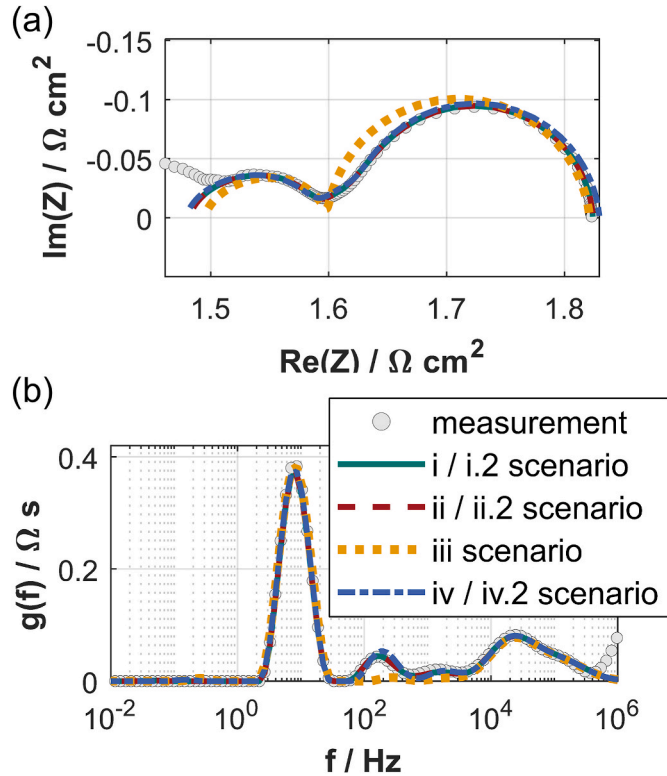 (a)
-0.15
-0.1
-0.05
0
Im(Z) / Ω cm²
1.5 1.6 1.7 1.8
Re(Z) / Ω cm²
(b)
measurement
i / i.2 scenario
ii / ii.2 scenario
iii scenario
iv / iv.2 scenario
0.4
0.2
0
g(f) / Ω s
10⁻² 10⁰ 10² 10⁴ 10⁶
f / Hz